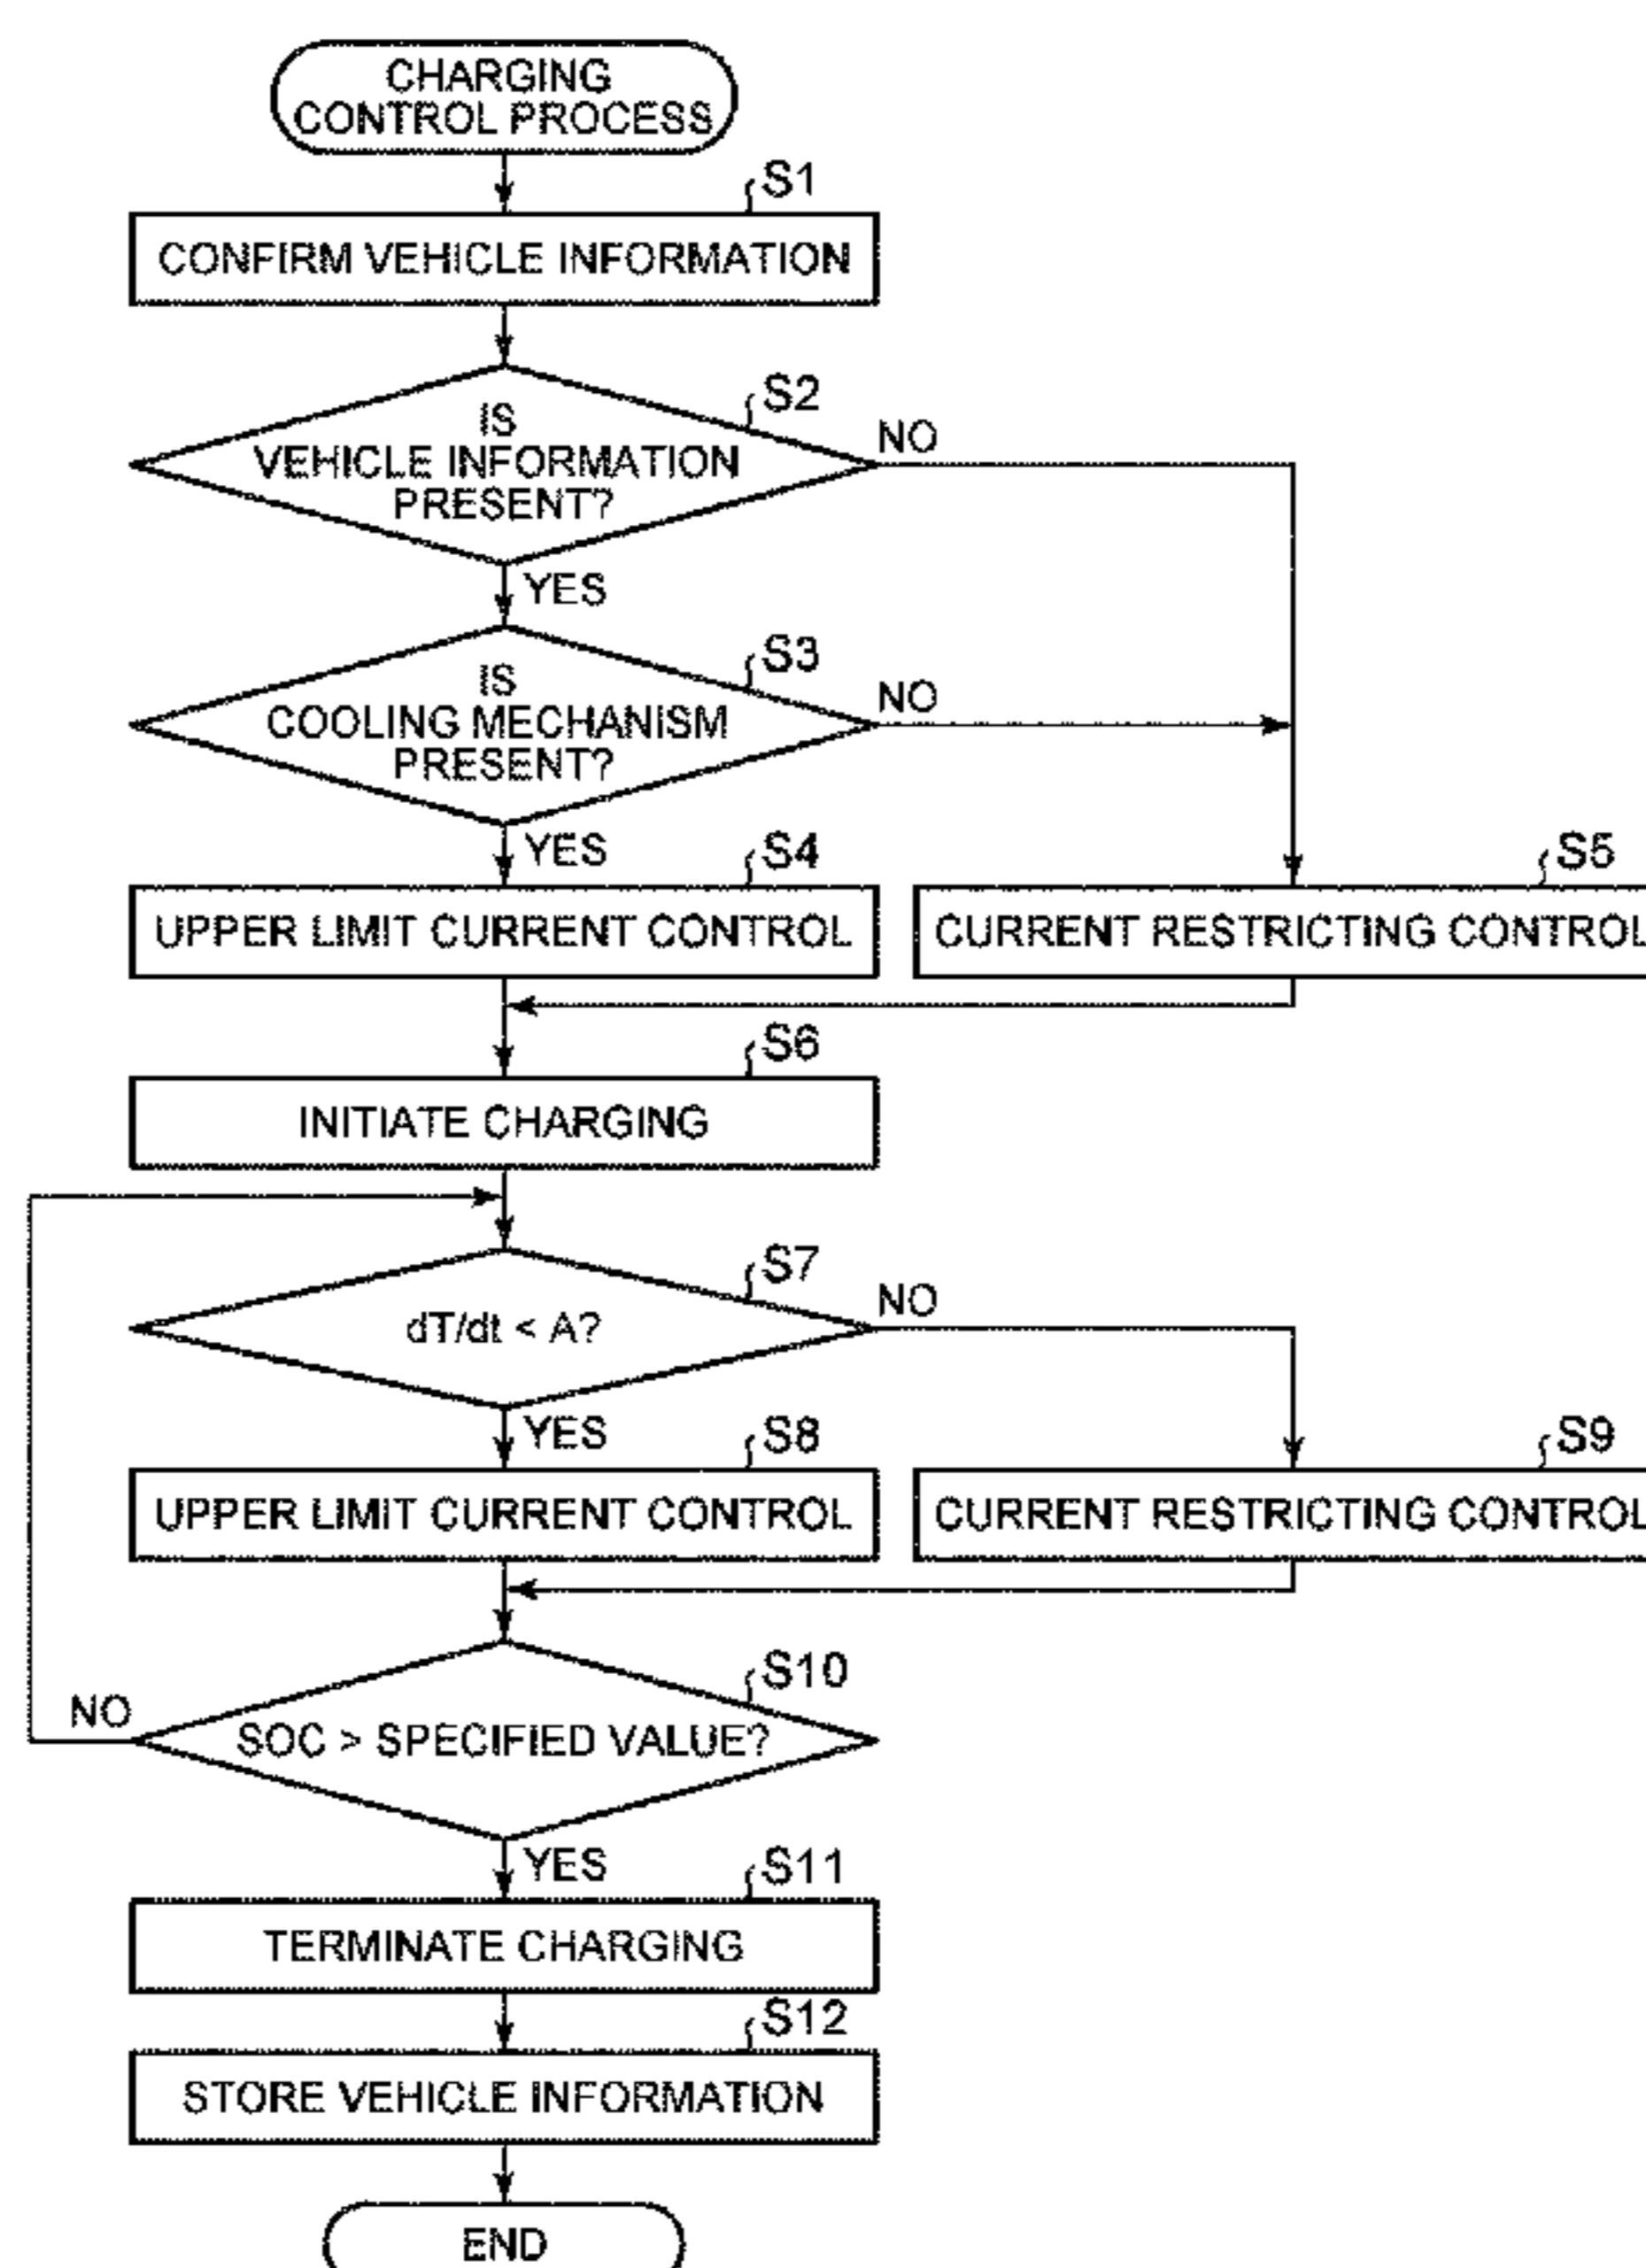 CHARGING
CONTROL PROCESS
S1
CONFIRM VEHICLE INFORMATION
S2
IS
VEHICLE INFORMATION
PRESENT?
NO
YES
S3
IS
COOLING MECHANISM
PRESENT?
NO
YES
S4
UPPER LIMIT CURRENT CONTROL
S5
CURRENT RESTRICTING CONTROL
S6
INITIATE CHARGING
S7
dT/dt < A?
NO
YES
S8
UPPER LIMIT CURRENT CONTROL
S9
CURRENT RESTRICTING CONTROL
S10
SOC > SPECIFIED VALUE?
NO
YES
S11
TERMINATE CHARGING
S12
STORE VEHICLE INFORMATION
END